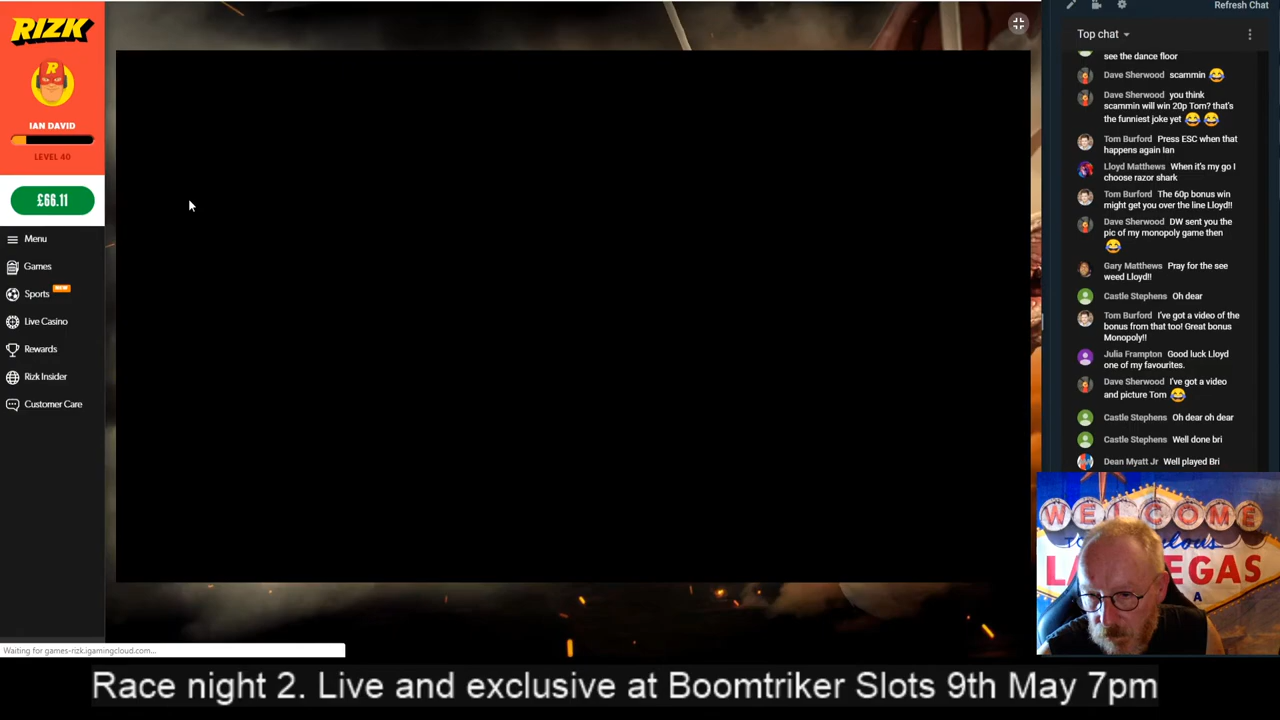 RIZK
R
IAN DAVID
LEVEL 40
£66.11
Menu
Games
Sports NEW
Live Casino
Rewards
Rizk Insider
Customer Care
Waiting for games-rizk.igamingcloud.com...
Refresh Chat
Top chat
see the dance floor
Dave Sherwood scammin 😂
Dave Sherwood you think
scammin will win 20p Tom? that's
the funniest joke yet 😂 😂
Tom Burford Press ESC when that
happens again Ian
Lloyd Matthews When it's my go I
choose razor shark
Tom Burford The 60p bonus win
might get you over the line Lloyd!!
Dave Sherwood DW sent you the
pic of my monopoly game then
😂
Gary Matthews Pray for the see
weed Lloyd!!
Castle Stephens Oh dear
Tom Burford I've got a video of the
bonus from that too! Great bonus
Monopoly!!
Julia Frampton Good luck Lloyd
one of my favourites.
Dave Sherwood I've got a video
and picture Tom 😂
Castle Stephens Oh dear oh dear
Castle Stephens Well done bri
Dean Myatt Jr Well played Bri
WELCOME
Race night 2. Live and exclusive at Boomtriker Slots 9th May 7pm